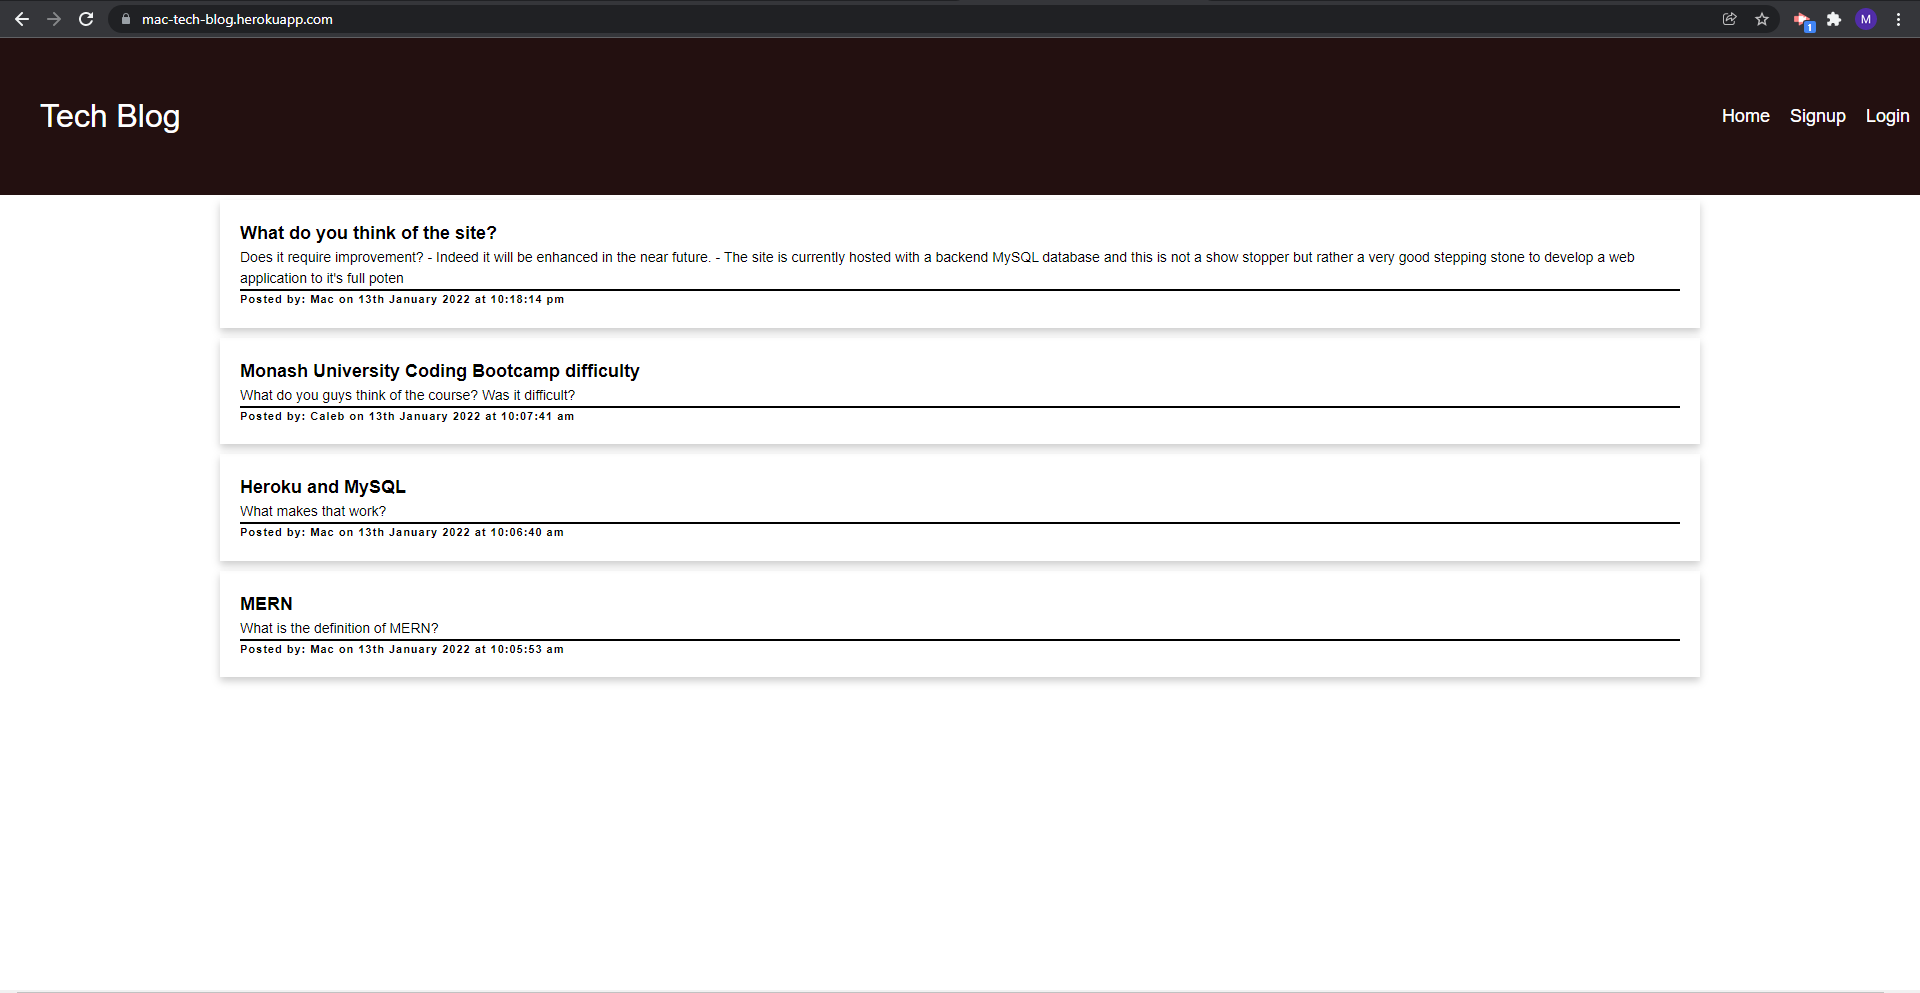 mac-tech-blog.herokuapp.com
1
M
Tech Blog
Home Signup Login
What do you think of the site?
Does it require improvement? - Indeed it will be enhanced in the near future. - The site is currently hosted with a backend MySQL database and this is not a show stopper but rather a very good stepping stone to develop a web
application to it's full poten
Posted by: Mac on 13th January 2022 at 10:18:14 pm
Monash University Coding Bootcamp difficulty
What do you guys think of the course? Was it difficult?
Posted by: Caleb on 13th January 2022 at 10:07:41 am
Heroku and MySQL
What makes that work?
Posted by: Mac on 13th January 2022 at 10:06:40 am
MERN
What is the definition of MERN?
Posted by: Mac on 13th January 2022 at 10:05:53 am